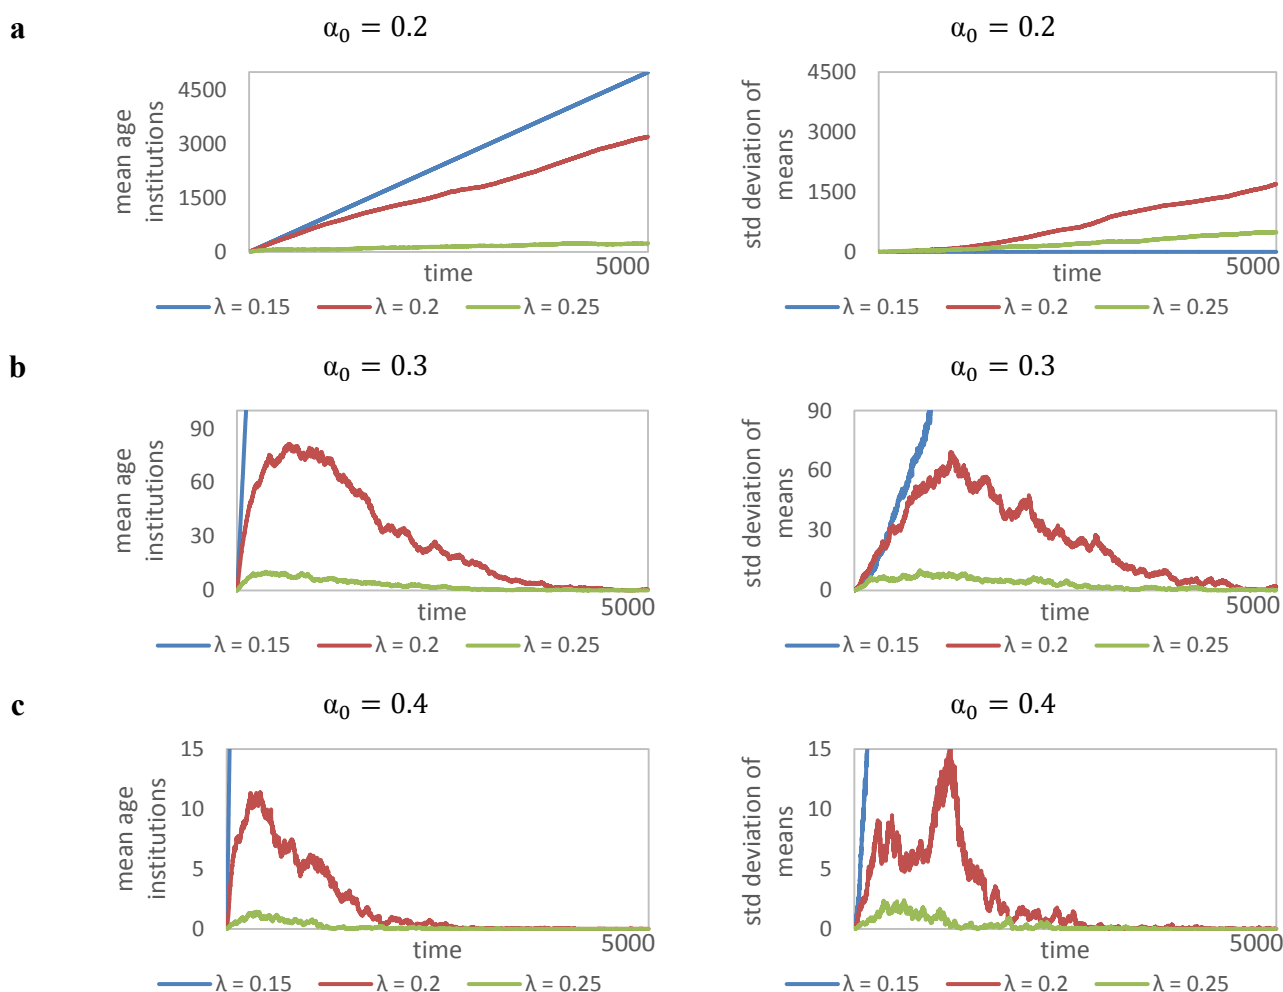 a
α₀ = 0.2
α₀ = 0.2
mean age
institutions
4500
3000
1500
0
time
5000
λ = 0.15 λ = 0.2 λ = 0.25
std deviation of
means
4500
3000
1500
0
time
5000
λ = 0.15 λ = 0.2 λ = 0.25
b
α₀ = 0.3
α₀ = 0.3
mean age
institutions
90
60
30
0
time
5000
λ = 0.15 λ = 0.2 λ = 0.25
std deviation of
means
90
60
30
0
time
5000
λ = 0.15 λ = 0.2 λ = 0.25
c
α₀ = 0.4
α₀ = 0.4
mean age
institutions
15
10
5
0
time
5000
λ = 0.15 λ = 0.2 λ = 0.25
std deviation of
means
15
10
5
0
time
5000
λ = 0.15 λ = 0.2 λ = 0.25